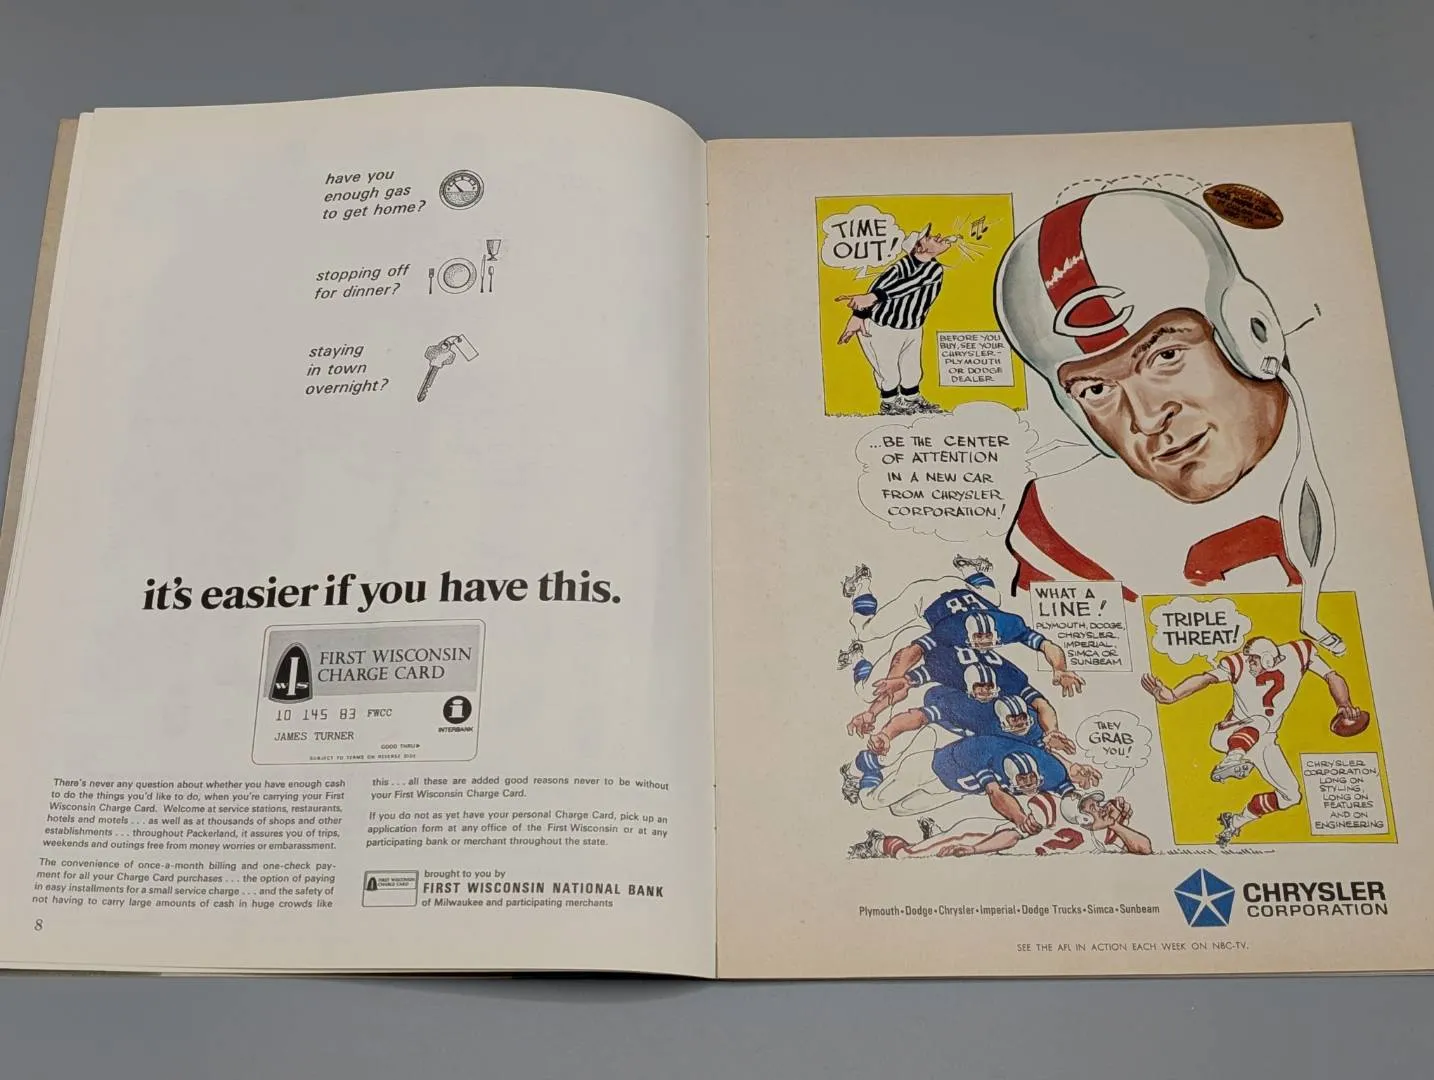 have you
enough gas
to get home?
stopping off
for dinner?
staying
in town
overnight?
it's easier if you have this.
FIRST WISCONSIN
CHARGE CARD
10 145 83 FWCC
JAMES TURNER
INTERBANK
GOOD THRU
SUBJECT TO TERMS ON REVERSE SIDE
There's never any question about whether you have enough cash
to do the things you'd like to do, when you're carrying your First
Wisconsin Charge Card. Welcome at service stations, restaurants,
hotels and motels . . . as well as at thousands of shops and other
establishments . . . throughout Packerland, it assures you of trips,
weekends and outings free from money worries or embarrassment.
The convenience of once-a-month billing and one-check pay-
ment for all your Charge Card purchases . . . the option of paying
in easy installments for a small service charge . . . and the safety of
not having to carry large amounts of cash in huge crowds like
this . . . all these are added good reasons never to be without
your First Wisconsin Charge Card.
If you do not as yet have your personal Charge Card, pick up an
application form at any office of the First Wisconsin or at any
participating bank or merchant throughout the state.
FIRST WISCONSIN
CHARGE CARD
brought to you by
FIRST WISCONSIN NATIONAL BANK
of Milwaukee and participating merchants
8
TIME
OUT!
BEFORE YOU
BUY, SEE YOUR
CHRYSLER-
PLYMOUTH
OR DODGE
DEALER
C
...BE THE CENTER
OF ATTENTION
IN A NEW CAR
FROM CHRYSLER
CORPORATION!
WHAT A
LINE!
PLYMOUTH, DODGE,
CHRYSLER,
IMPERIAL,
SIMCA OR
SUNBEAM
83
THEY
GRAB
YOU!
TRIPLE
THREAT!
?
CHRYSLER
CORPORATION,
LONG ON
STYLING,
LONG ON
FEATURES
AND ON
ENGINEERING
Plymouth•Dodge•Chrysler•Imperial•Dodge Trucks•Simca•Sunbeam
CHRYSLER
CORPORATION
SEE THE AFL IN ACTION EACH WEEK ON NBC-TV.